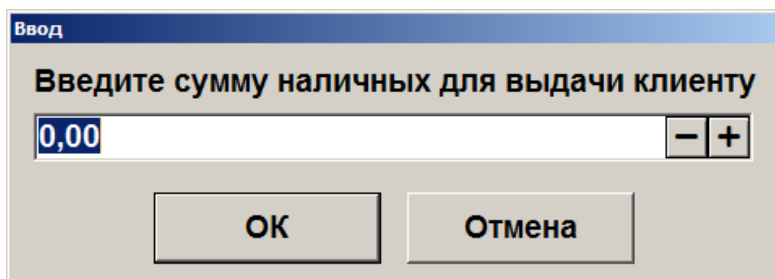 Ввод
Введите сумму наличных для выдачи клиенту
0,00 − +
ОК Отмена